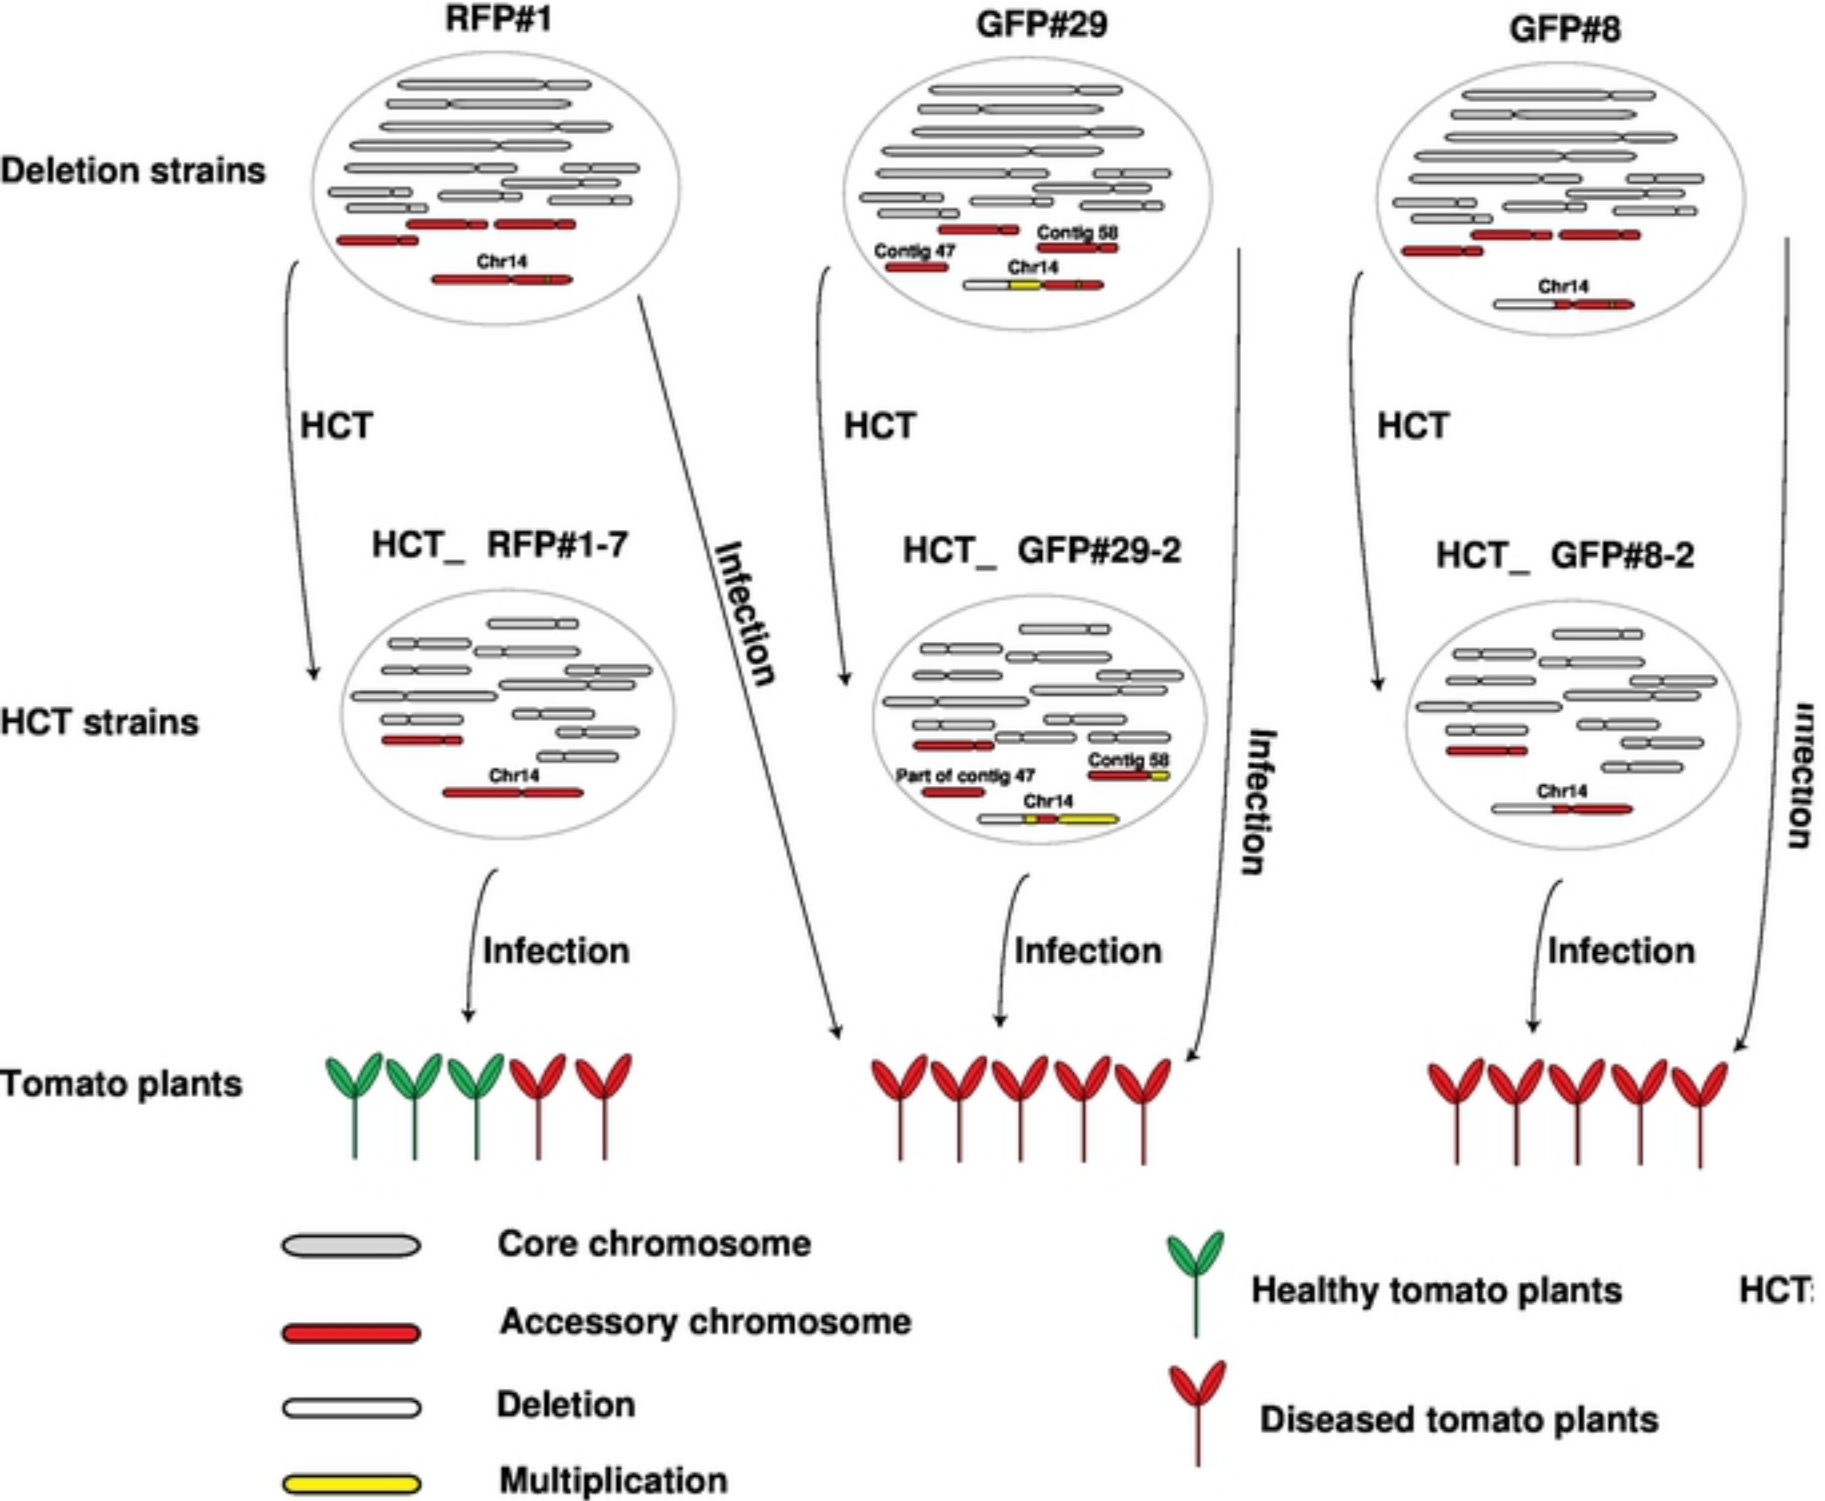 RFP#1
GFP#29
GFP#8
Deletion strains
Contig 58
Contig 47
Chr14
Chr14
Chr14
HCT
HCT
HCT
HCT_ RFP#1-7
HCT_ GFP#29-2
HCT_ GFP#8-2
Infection
Infection
Infection
HCT strains
Contig 58
Part of contig 47
Chr14
Chr14
Chr14
Infection
Infection
Infection
Tomato plants
Core chromosome
Accessory chromosome
Deletion
Multiplication
Healthy tomato plants
HCT:
Diseased tomato plants